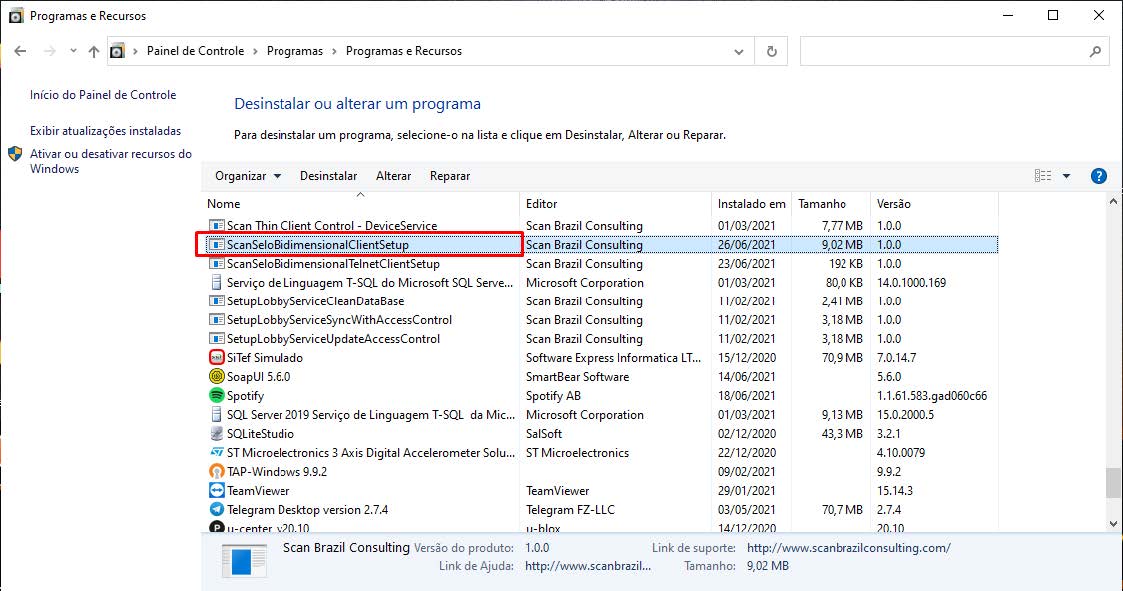 Programas e Recursos
Painel de Controle > Programas > Programas e Recursos
Início do Painel de Controle
Exibir atualizações instaladas
Ativar ou desativar recursos do
Windows
Desinstalar ou alterar um programa
Para desinstalar um programa, selecione-o na lista e clique em Desinstalar, Alterar ou Reparar.
Organizar Desinstalar Alterar Reparar
Nome Editor Instalado em Tamanho Versão
Scan Thin Client Control - DeviceService Scan Brazil Consulting 01/03/2021 7,77 MB 1.0.0
ScanSeloBidimensionalClientSetup Scan Brazil Consulting 26/06/2021 9,02 MB 1.0.0
ScanSeloBidimensionalTelnetClientSetup Scan Brazil Consulting 23/06/2021 192 KB 1.0.0
Serviço de Linguagem T-SQL do Microsoft SQL Serve... Microsoft Corporation 01/03/2021 80,0 KB 14.0.1000.169
SetupLobbyServiceCleanDataBase Scan Brazil Consulting 11/02/2021 2,41 MB 1.0.0
SetupLobbyServiceSyncWithAccessControl Scan Brazil Consulting 11/02/2021 3,18 MB 1.0.0
SetupLobbyServiceUpdateAccessControl Scan Brazil Consulting 11/02/2021 3,18 MB 1.0.0
SiTef Simulado Software Express Informatica LT... 15/12/2020 70,9 MB 7.0.14.7
SoapUI 5.6.0 SmartBear Software 14/06/2021 5.6.0
Spotify Spotify AB 18/06/2021 1.1.61.583.gad060c66
SQL Server 2019 Serviço de Linguagem T-SQL da Mic... Microsoft Corporation 01/03/2021 9,13 MB 15.0.2000.5
SQLiteStudio SalSoft 02/12/2020 43,3 MB 3.2.1
ST Microelectronics 3 Axis Digital Accelerometer Solu... ST Microelectronics 22/12/2020 4.10.0079
TAP-Windows 9.9.2 09/02/2021 9.9.2
TeamViewer TeamViewer 29/01/2021 15.14.3
Telegram Desktop version 2.7.4 Telegram FZ-LLC 03/05/2021 70,7 MB 2.7.4
u-center_v20.10 u-blox 14/12/2020 20.10
Scan Brazil Consulting Versão do produto: 1.0.0 Link de suporte: http://www.scanbrazilconsulting.com/
Link de Ajuda: http://www.scanbrazil... Tamanho: 9,02 MB